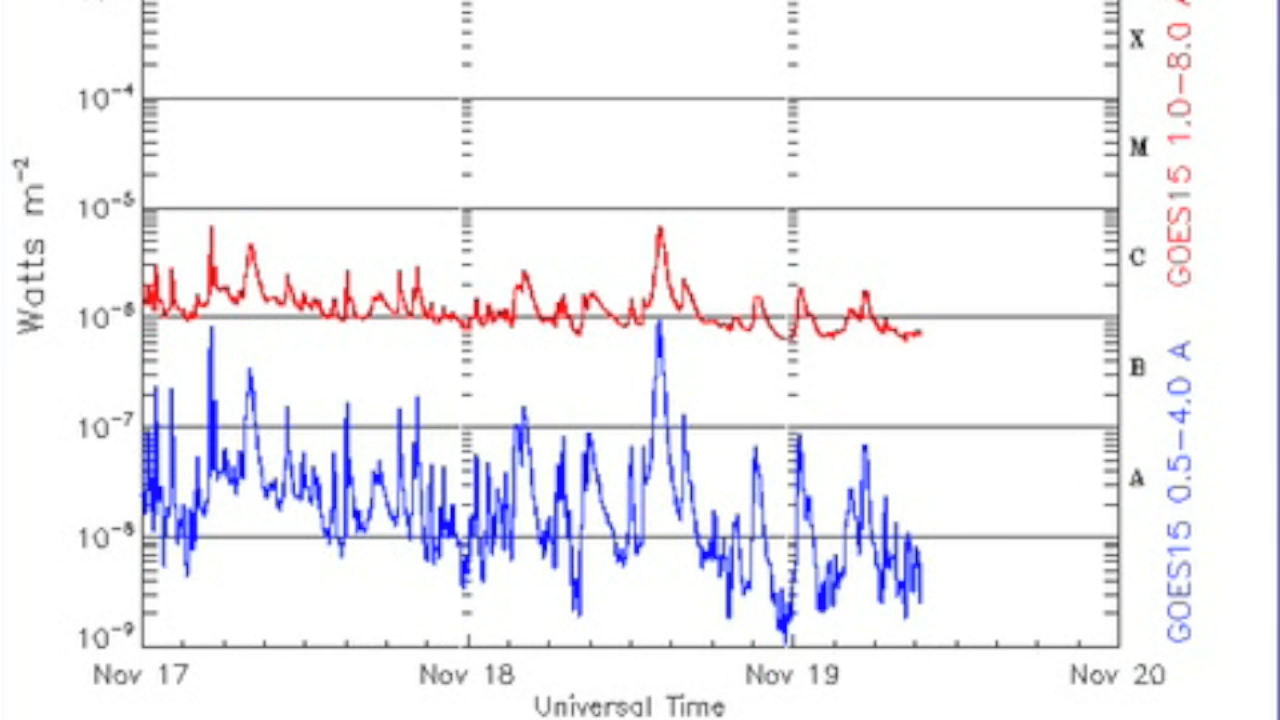 X
10⁻⁴
M
10⁻⁵
C
10⁻⁶
B
10⁻⁷
A
10⁻⁸
10⁻⁹
Watts m⁻²
Nov 17
Nov 18
Nov 19
Nov 20
Universal Time
GOES15 1.0-8.0
GOES15 0.5-4.0 A